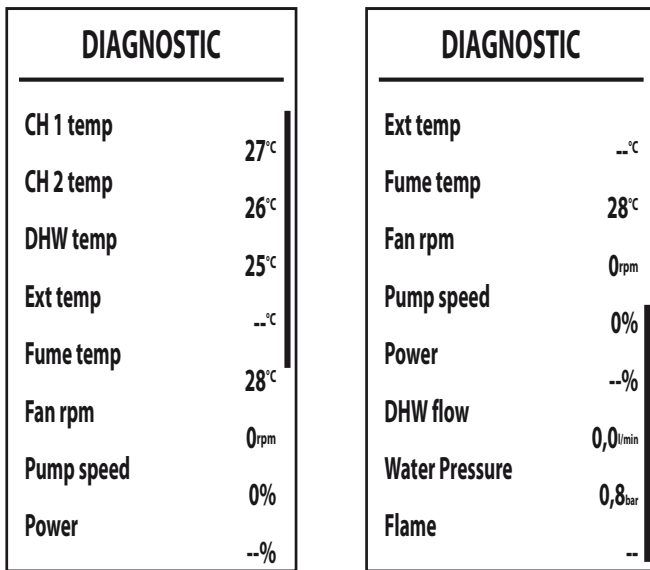 DIAGNOSTIC
CH 1 temp
27°C
CH 2 temp
26°C
DHW temp
25°C
Ext temp
--°C
Fume temp
28°C
Fan rpm
0rpm
Pump speed
0%
Power
--%
DIAGNOSTIC
Ext temp
--°C
Fume temp
28°C
Fan rpm
0rpm
Pump speed
0%
Power
--%
DHW flow
0,0l/min
Water Pressure
0,8bar
Flame
--